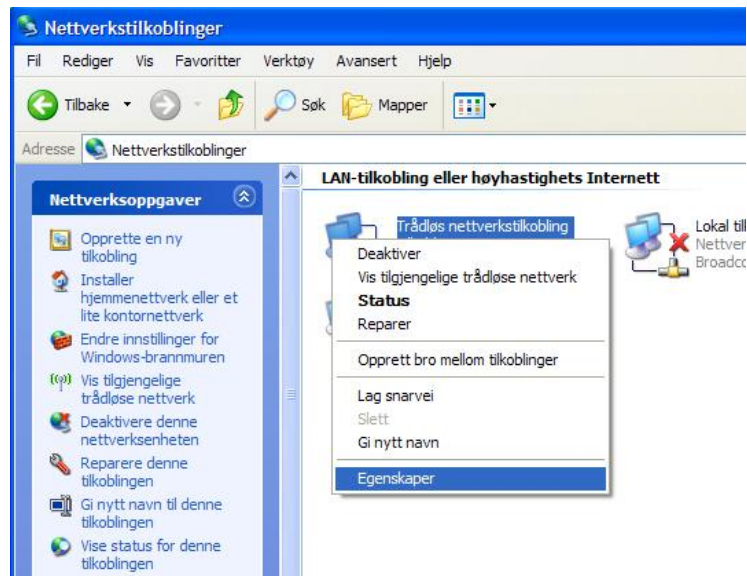 Nettverkstilkoblinger
Fil Rediger Vis Favoritter Verktøy Avansert Hjelp
Tilbake Søk Mapper
Adresse Nettverkstilkoblinger
LAN-tilkobling eller høyhastighets Internett
Nettverksoppgaver
Opprette en ny
tilkobling
Installer
hjemmenettverk eller et
lite kontornettverk
Endre innstillinger for
Windows-brannmuren
Vis tilgjengelige
trådløse nettverk
Deaktivere denne
nettverksenheten
Reparere denne
tilkoblingen
Gi nytt navn til denne
tilkoblingen
Vise status for denne
tilkoblingen
Trådløs nettverkstilkobling
Deaktiver
Vis tilgjengelige trådløse nettverk
Status
Reparer
Opprett bro mellom tilkoblinger
Lag snarvei
Slett
Gi nytt navn
Egenskaper
Lokal